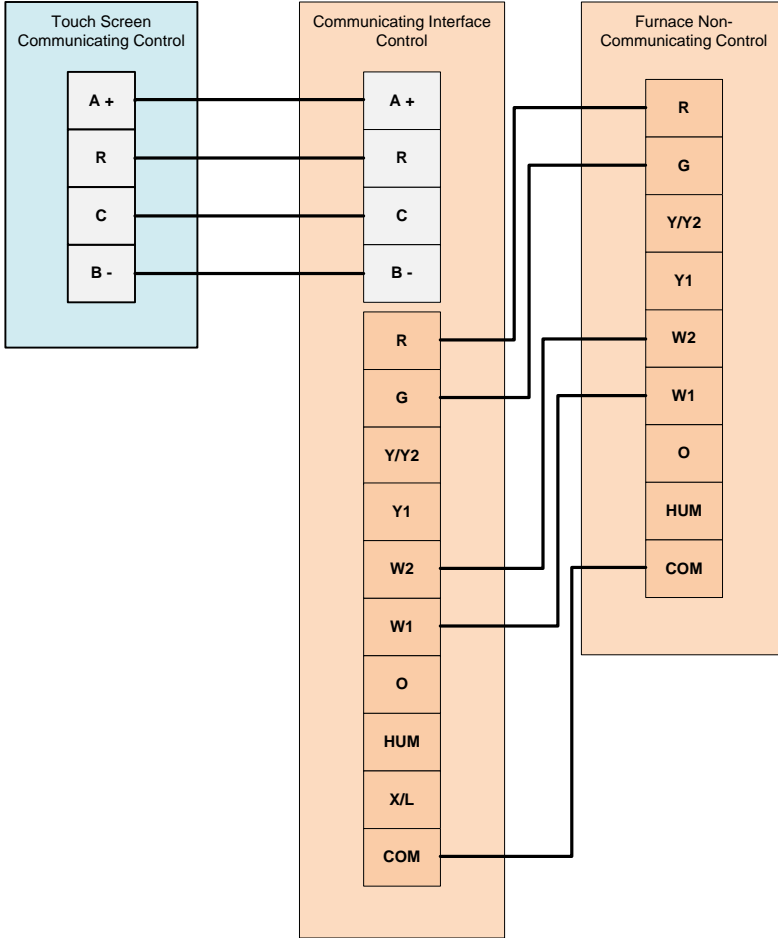 Touch Screen
Communicating Control
A +
R
C
B -
Communicating Interface
Control
A +
R
C
B -
R
G
Y/Y2
Y1
W2
W1
O
HUM
X/L
COM
Furnace Non-
Communicating Control
R
G
Y/Y2
Y1
W2
W1
O
HUM
COM